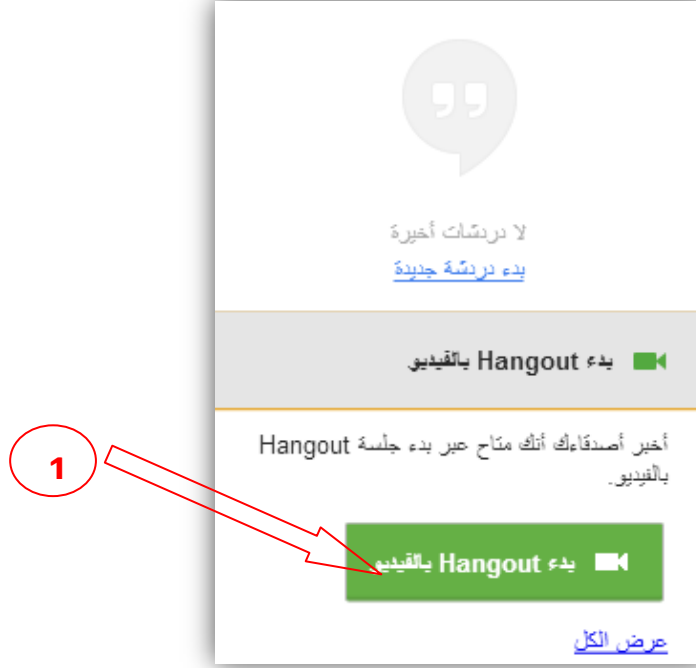 لا دردشات أخيرة
بدء دردشة جديدة
بدء Hangout بالفيديو
أخبر أصدقاءك أنك متاح عبر بدء جلسة Hangout
بالفيديو.
1
بدء Hangout بالفيديو
عرض الكل